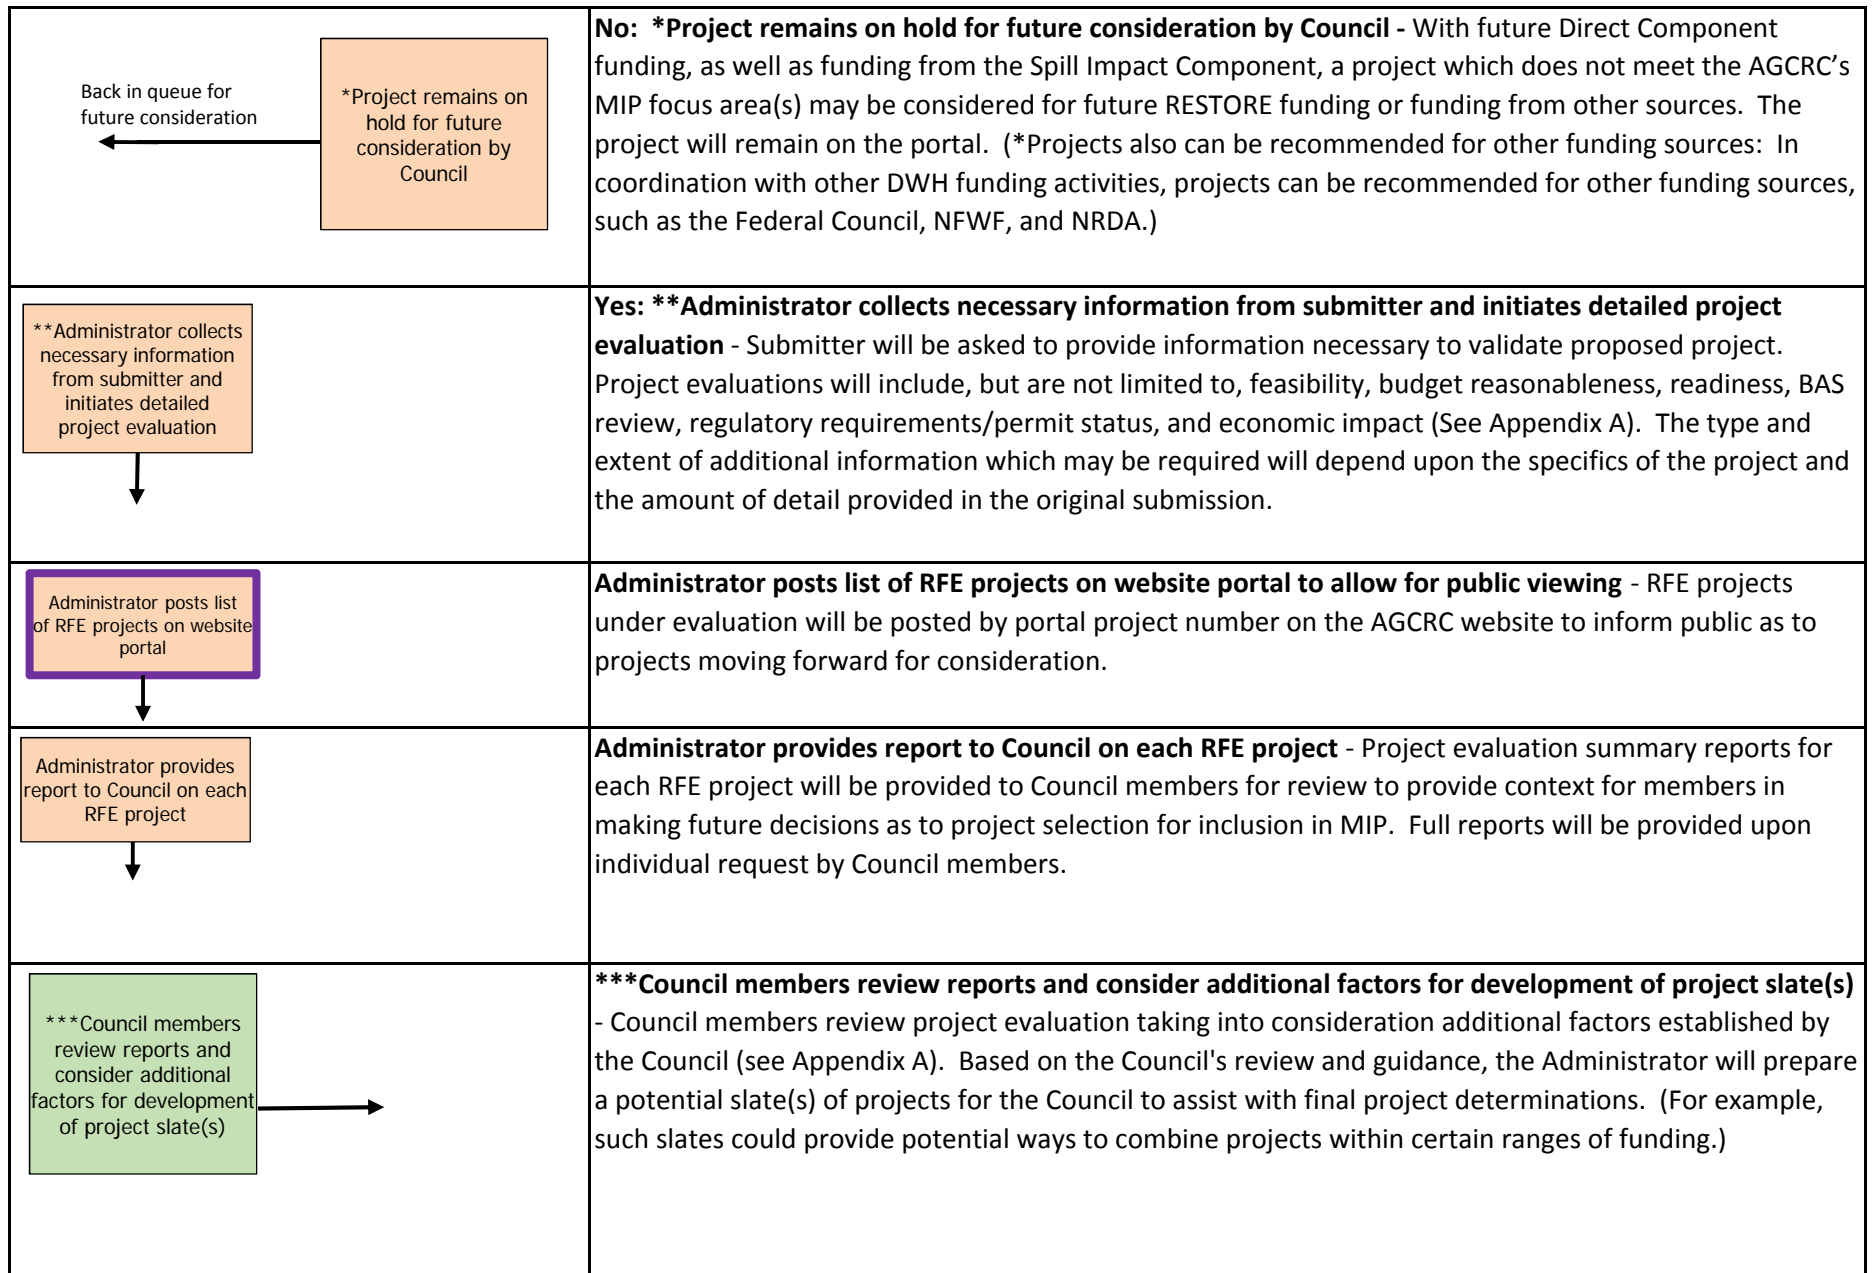 Back in queue for
future consideration
*Project remains on
hold for future
consideration by
Council
No:  *Project remains on hold for future consideration by Council - With future Direct Component
funding, as well as funding from the Spill Impact Component, a project which does not meet the AGCRC’s
MIP focus area(s) may be considered for future RESTORE funding or funding from other sources.  The
project will remain on the portal.  (*Projects also can be recommended for other funding sources:  In
coordination with other DWH funding activities, projects can be recommended for other funding sources,
such as the Federal Council, NFWF, and NRDA.)
**Administrator collects
necessary information
from submitter and
initiates detailed
project evaluation
Yes: **Administrator collects necessary information from submitter and initiates detailed project
evaluation - Submitter will be asked to provide information necessary to validate proposed project.
Project evaluations will include, but are not limited to, feasibility, budget reasonableness, readiness, BAS
review, regulatory requirements/permit status, and economic impact (See Appendix A).  The type and
extent of additional information which may be required will depend upon the specifics of the project and
the amount of detail provided in the original submission.
Administrator posts list
of RFE projects on website
portal
Administrator posts list of RFE projects on website portal to allow for public viewing - RFE projects
under evaluation will be posted by portal project number on the AGCRC website to inform public as to
projects moving forward for consideration.
Administrator provides
report to Council on each
RFE project
Administrator provides report to Council on each RFE project - Project evaluation summary reports for
each RFE project will be provided to Council members for review to provide context for members in
making future decisions as to project selection for inclusion in MIP.  Full reports will be provided upon
individual request by Council members.
***Council members
review reports and
consider additional
factors for development
of project slate(s)
***Council members review reports and consider additional factors for development of project slate(s)
- Council members review project evaluation taking into consideration additional factors established by
the Council (see Appendix A).  Based on the Council's review and guidance, the Administrator will prepare
a potential slate(s) of projects for the Council to assist with final project determinations.  (For example,
such slates could provide potential ways to combine projects within certain ranges of funding.)